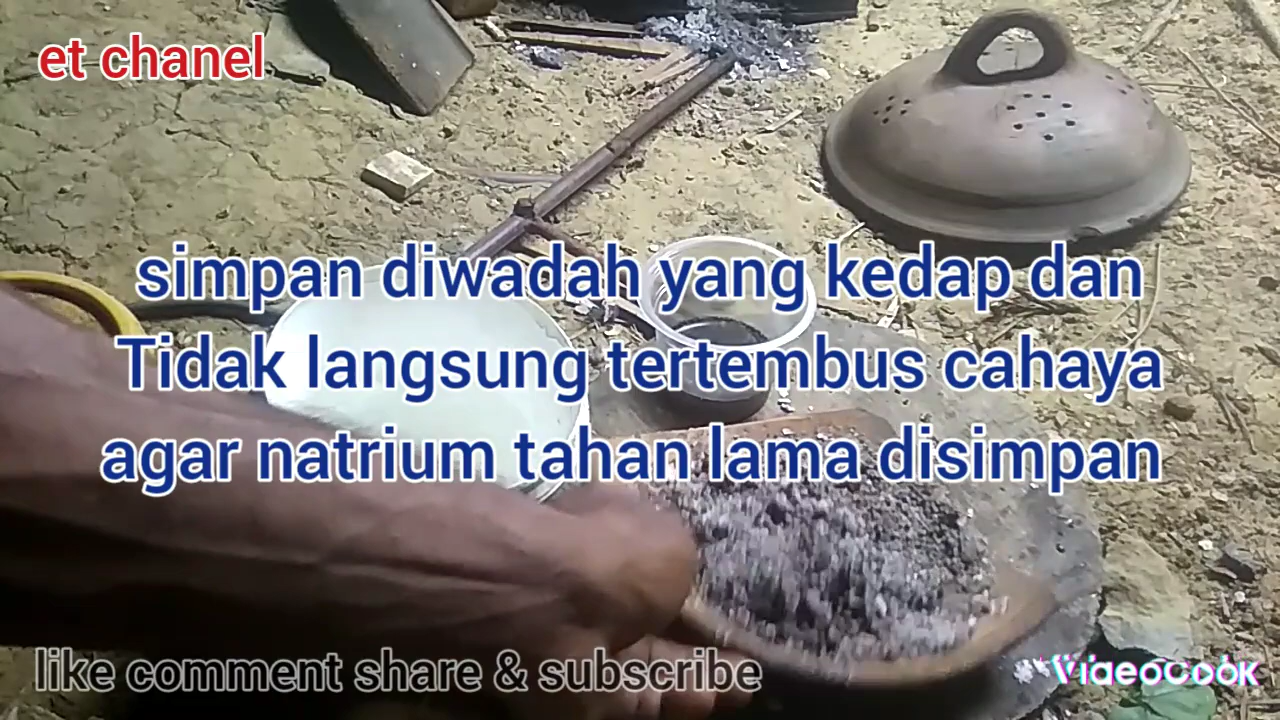 et chanel
simpan diwadah yang kedap dan
Tidak langsung tertembus cahaya
agar natrium tahan lama disimpan
like comment share & subscribe
VideoCook